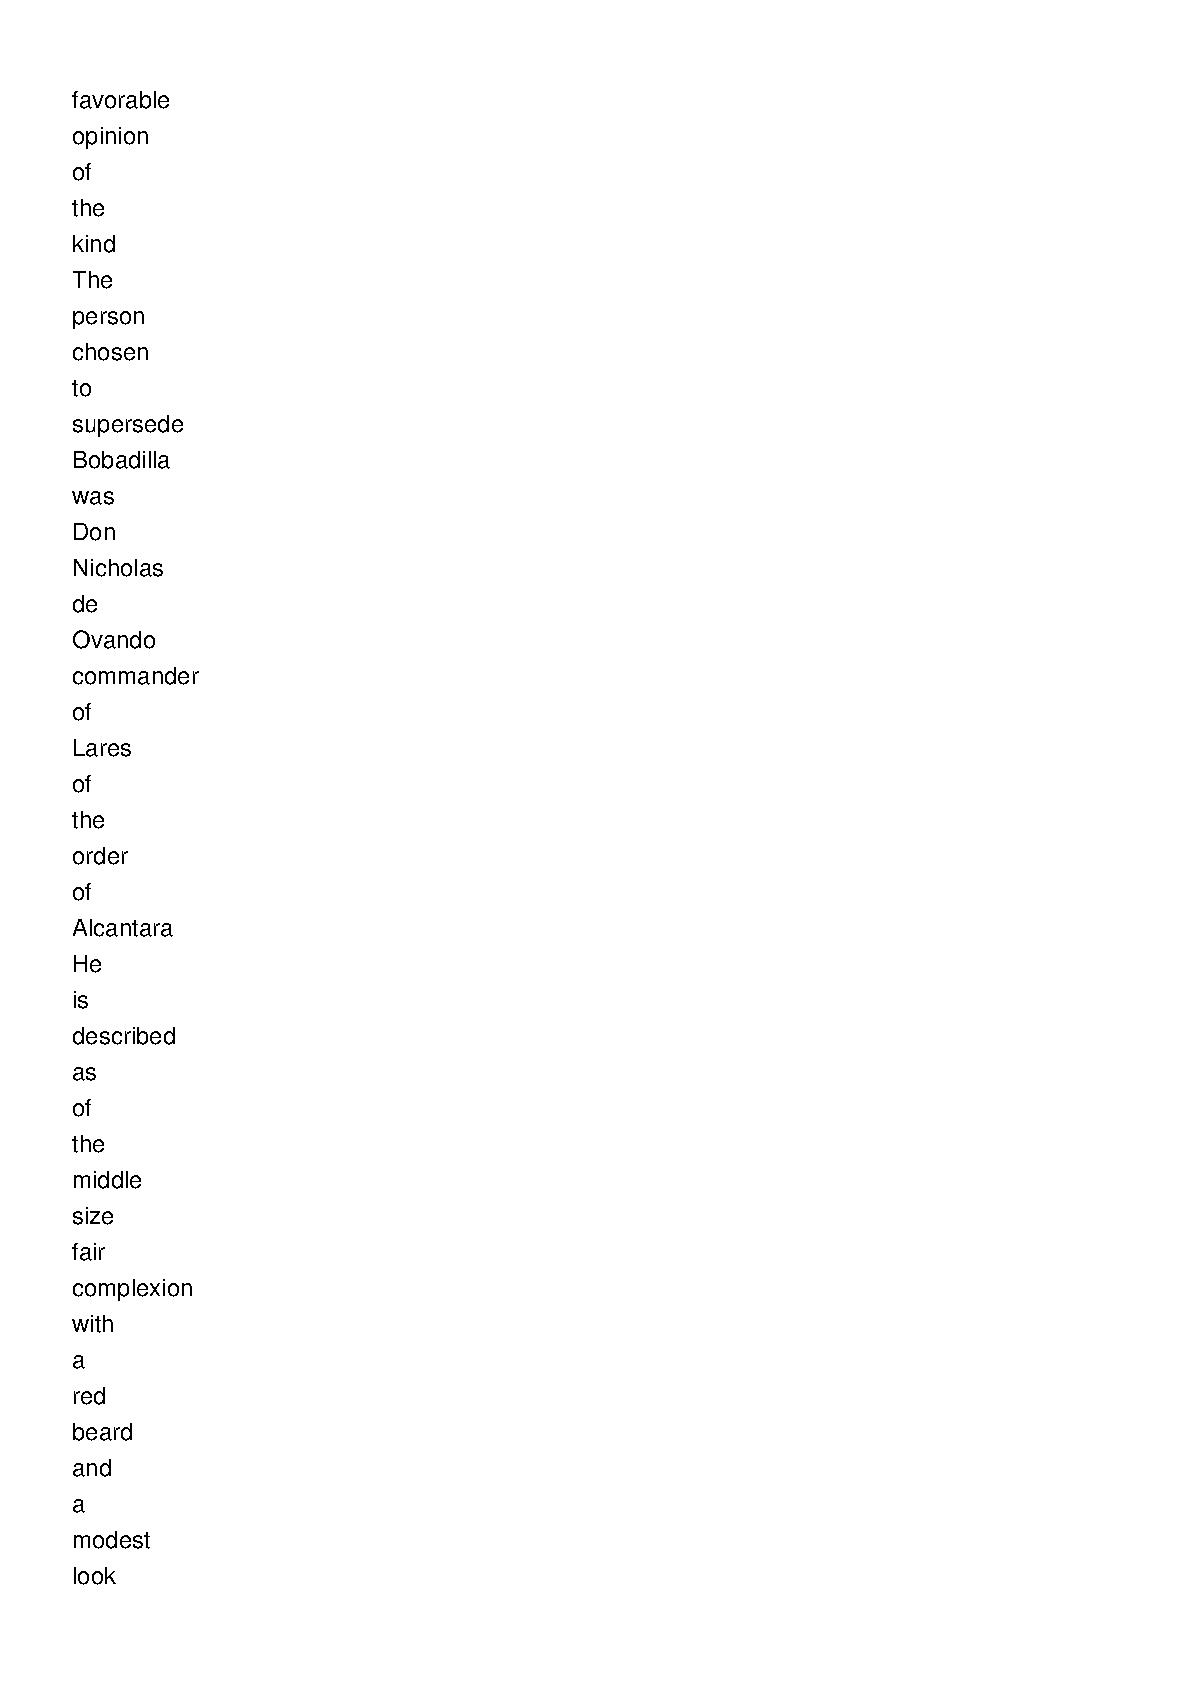 favorable
opinion
of
the
kind
The
person
chosen
to
supersede
Bobadilla
was
Don
Nicholas
de
Ovando
commander
of
Lares
of
the
order
of
Alcantara
He
is
described
as
of
the
middle
size
fair
complexion
with
a
red
beard
and
a
modest
look